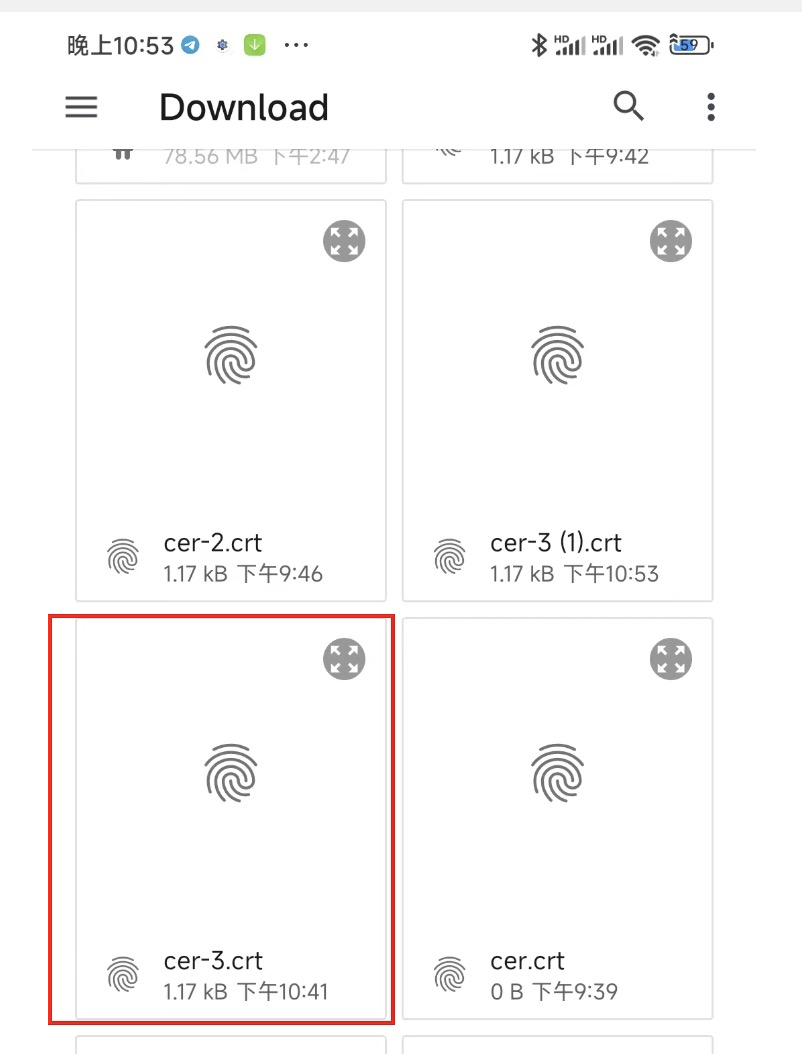 晚上10:53
HD HD 59
Download
78.56 MB 下午2:47
1.17 kB 下午9:42
cer-2.crt
1.17 kB 下午9:46
cer-3 (1).crt
1.17 kB 下午10:53
cer-3.crt
1.17 kB 下午10:41
cer.crt
0 B 下午9:39